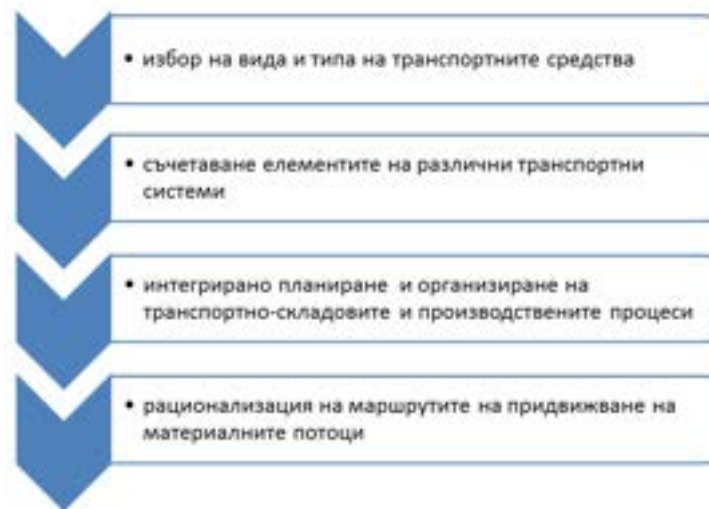 • избор на вида и типа на транспортните средства
• съчетаване елементите на различни транспортни
системи
• интегрирано планиране и организиране на
транспортно-складовите и производствените процеси
• рационализация на маршрутите на придвижване на
материалните потоци